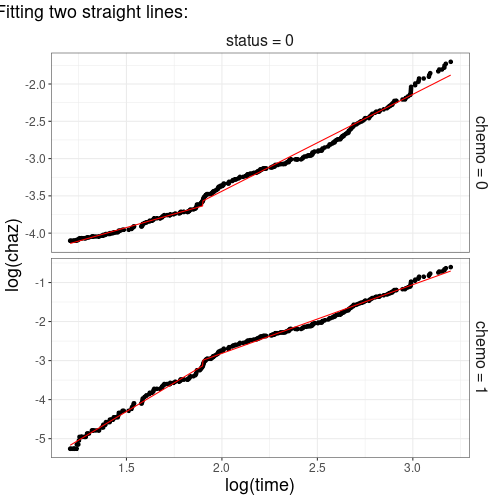 Fitting two straight lines:
status = 0
-2.0
-2.5
-3.0
-3.5
-4.0
chemo = 0
log(chaz)
-1
-2
-3
-4
-5
chemo = 1
1.5 2.0 2.5 3.0
log(time)